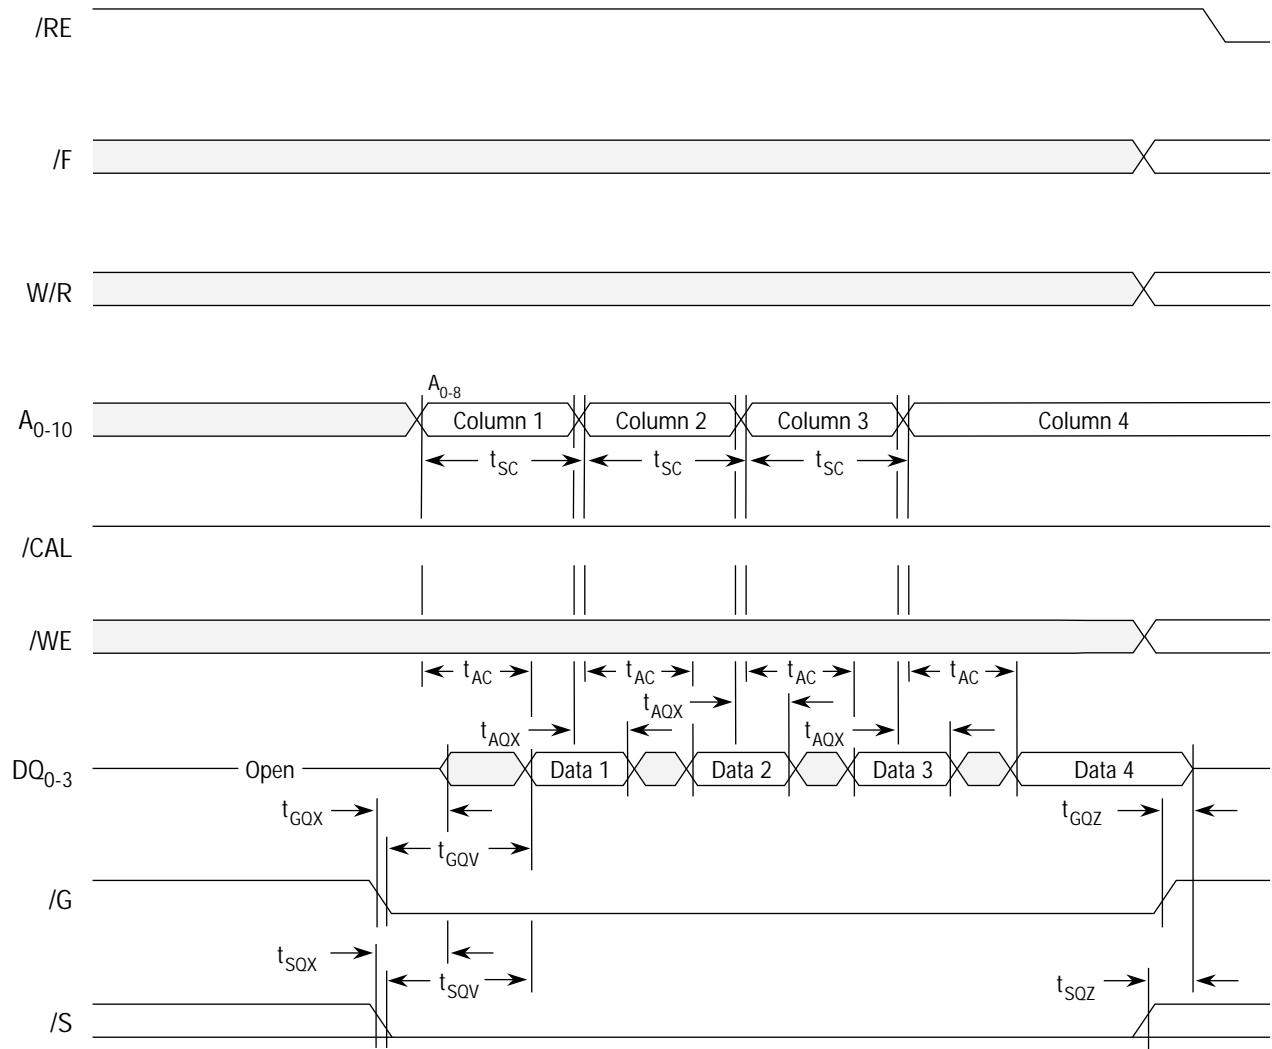 /RE
/F
W/R
A0-8
A0-10 Column 1 Column 2 Column 3 Column 4
tSC tSC tSC
/CAL
/WE
tAC tAC tAC tAC
tAQX
tAQX tAQX
DQ0-3 Open Data 1 Data 2 Data 3 Data 4
tGQX tGQZ
tGQV
/G
tSQX
tSQV tSQZ
/S